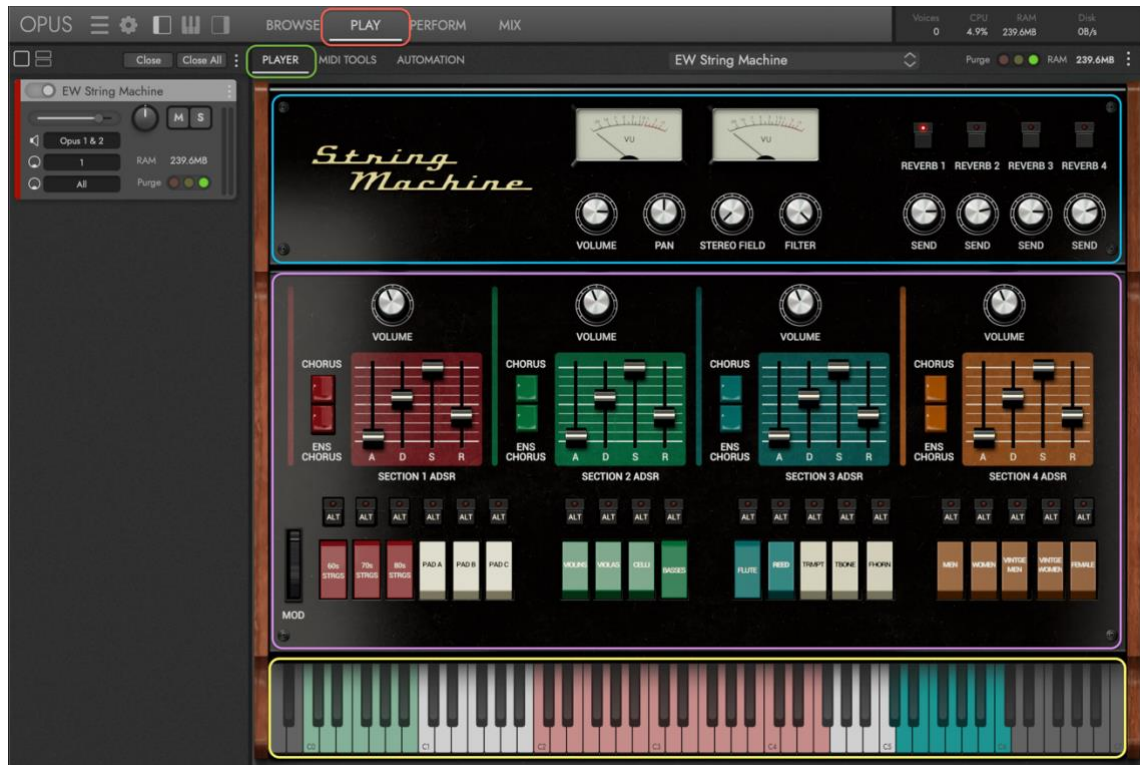 OPUS BROWSE PLAY PERFORM MIX
Voices CPU RAM Disk
0 4.9% 239.6MB 0B/s
Close Close All PLAYER MIDI TOOLS AUTOMATION EW String Machine Purge RAM 239.6MB
EW String Machine
M S
Opus 1 & 2
1 RAM 239.6MB
All Purge
String
Machine
VU VU
REVERB 1 REVERB 2 REVERB 3 REVERB 4
VOLUME PAN STEREO FIELD FILTER SEND SEND SEND SEND
VOLUME VOLUME VOLUME VOLUME
CHORUS CHORUS CHORUS CHORUS
ENS CHORUS ENS CHORUS ENS CHORUS ENS CHORUS
A D S R A D S R A D S R A D S R
SECTION 1 ADSR SECTION 2 ADSR SECTION 3 ADSR SECTION 4 ADSR
ALT ALT ALT ALT ALT ALT ALT ALT ALT ALT ALT ALT ALT ALT ALT ALT ALT ALT ALT ALT
60s STRGS 70s STRGS 80s STRGS PAD A PAD B PAD C VIOLINS VIOLAS CELLI BASSES FLUTE REED TRMPT TBONE FHORN MEN WOMEN VINTGE MEN VINTGE WOMEN FEMALE
MOD
C0 C1 C2 C3 C4 C5 C6